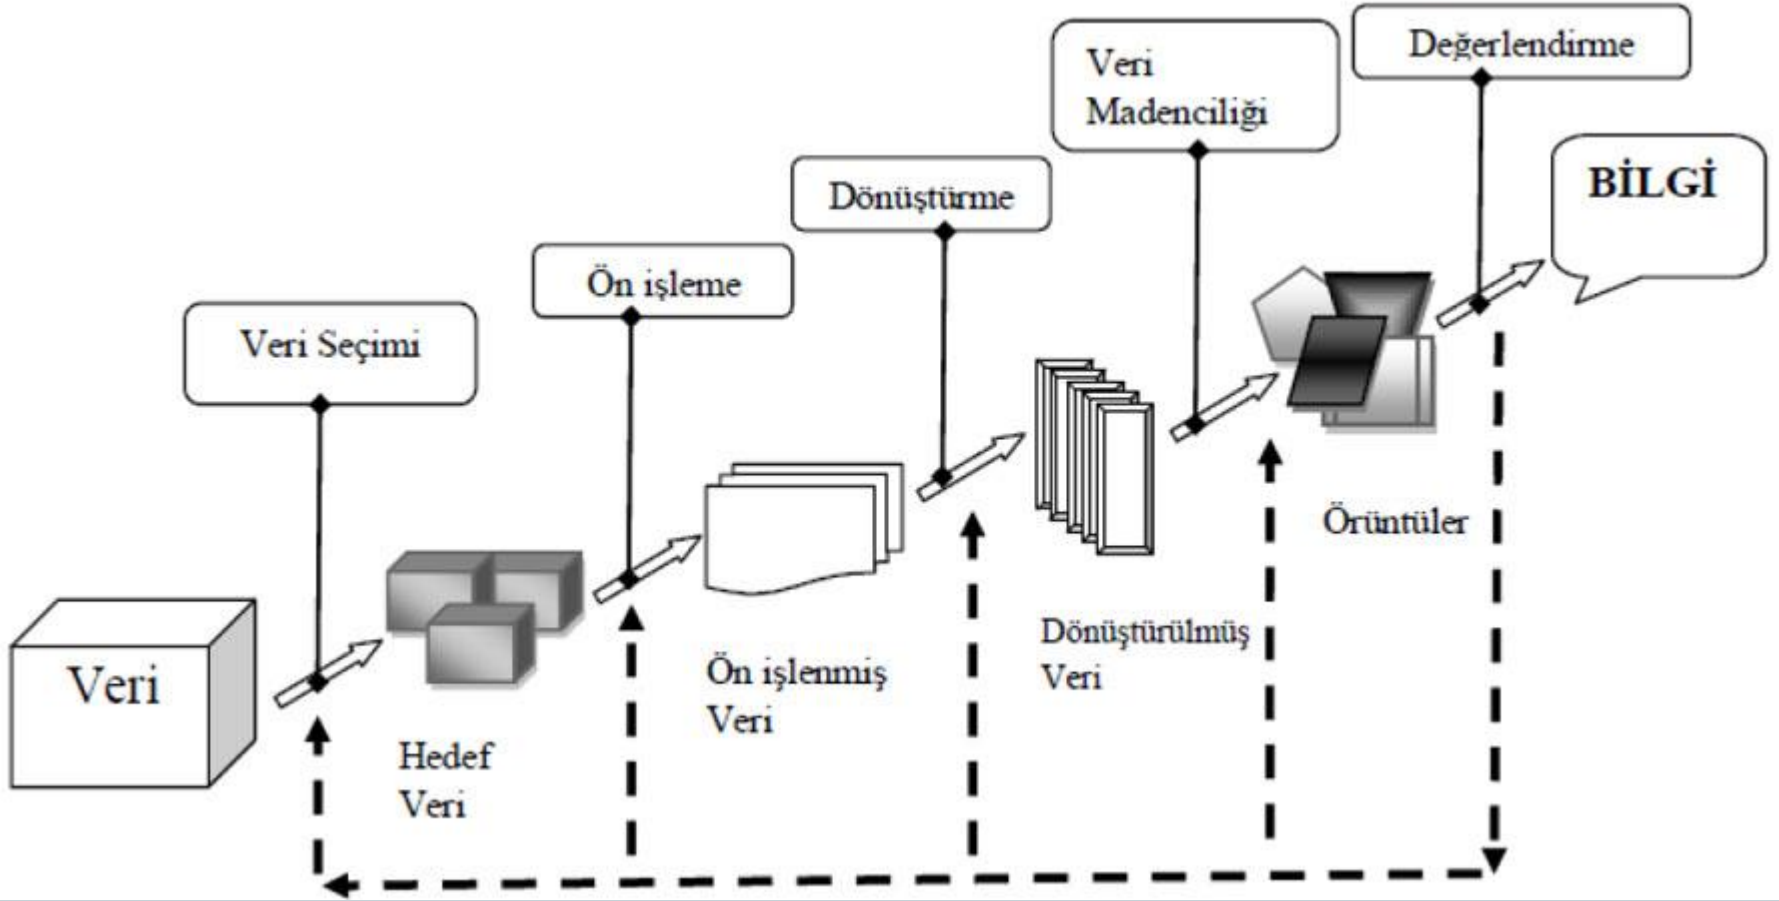 Değerlendirme
Veri
Madenciliği
BİLGİ
Dönüştürme
Ön işleme
Veri Seçimi
Örüntüler
Dönüştürülmüş
Veri
Ön işlenmiş
Veri
Veri
Hedef
Veri